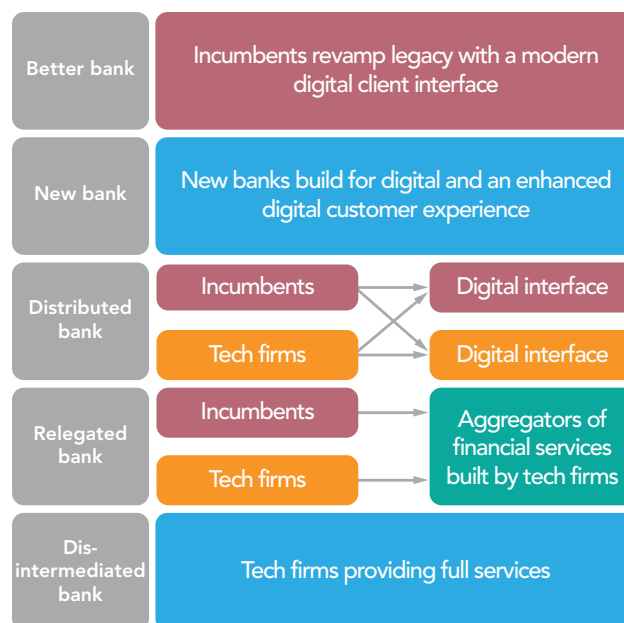 Better bank
Incumbents revamp legacy with a modern
digital client interface
New bank
New banks build for digital and an enhanced
digital customer experience
Distributed
bank
Incumbents
Digital interface
Tech firms
Digital interface
Relegated
bank
Incumbents
Tech firms
Aggregators of
financial services
built by tech firms
Dis-
intermediated
bank
Tech firms providing full services